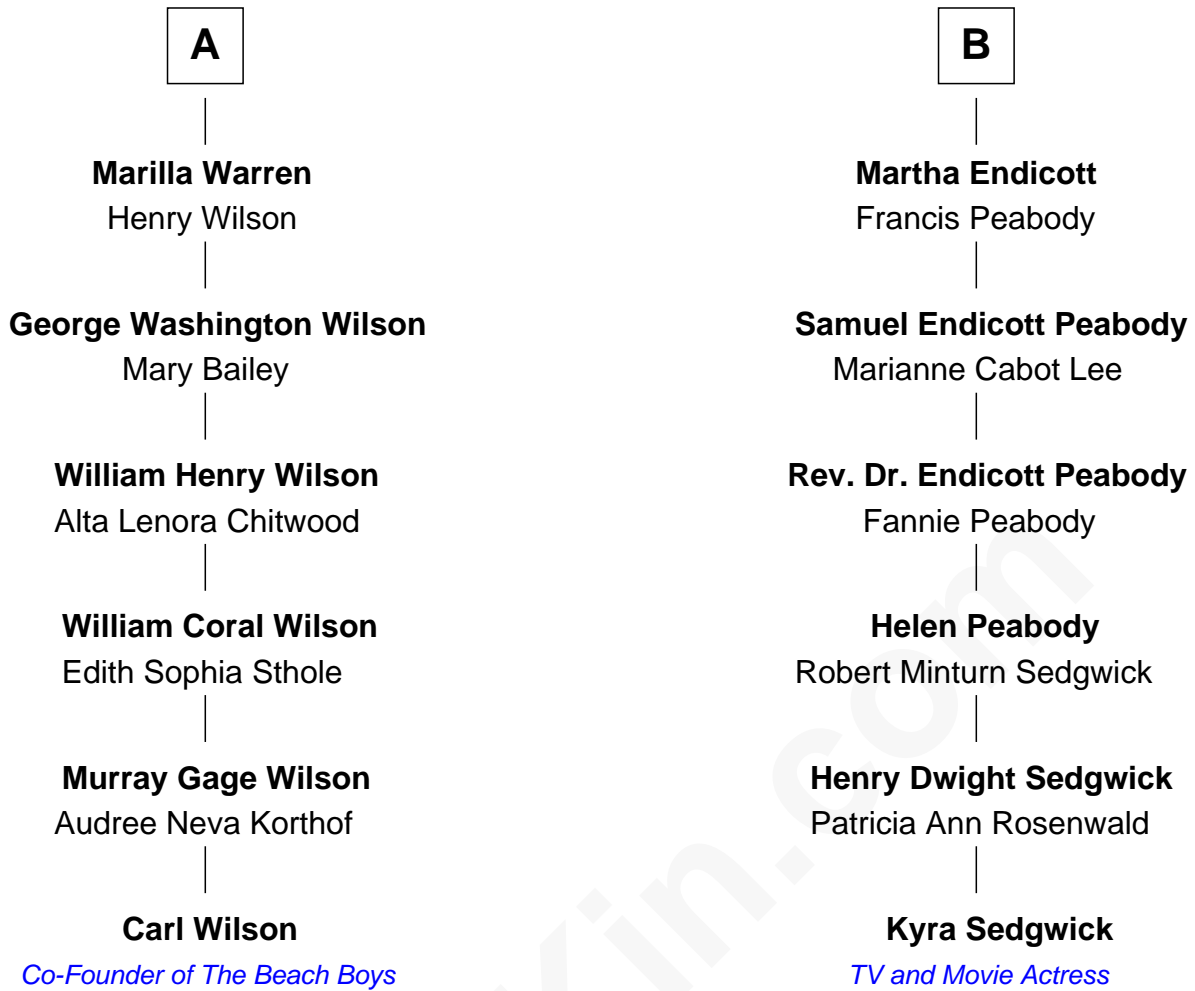 A
Marilla Warren
Henry Wilson
George Washington Wilson
Mary Bailey
William Henry Wilson
Alta Lenora Chitwood
William Coral Wilson
Edith Sophia Sthole
Murray Gage Wilson
Audree Neva Korthof
Carl Wilson
Co-Founder of The Beach Boys
B
Martha Endicott
Francis Peabody
Samuel Endicott Peabody
Marianne Cabot Lee
Rev. Dr. Endicott Peabody
Fannie Peabody
Helen Peabody
Robert Minturn Sedgwick
Henry Dwight Sedgwick
Patricia Ann Rosenwald
Kyra Sedgwick
TV and Movie Actress
Kin.com